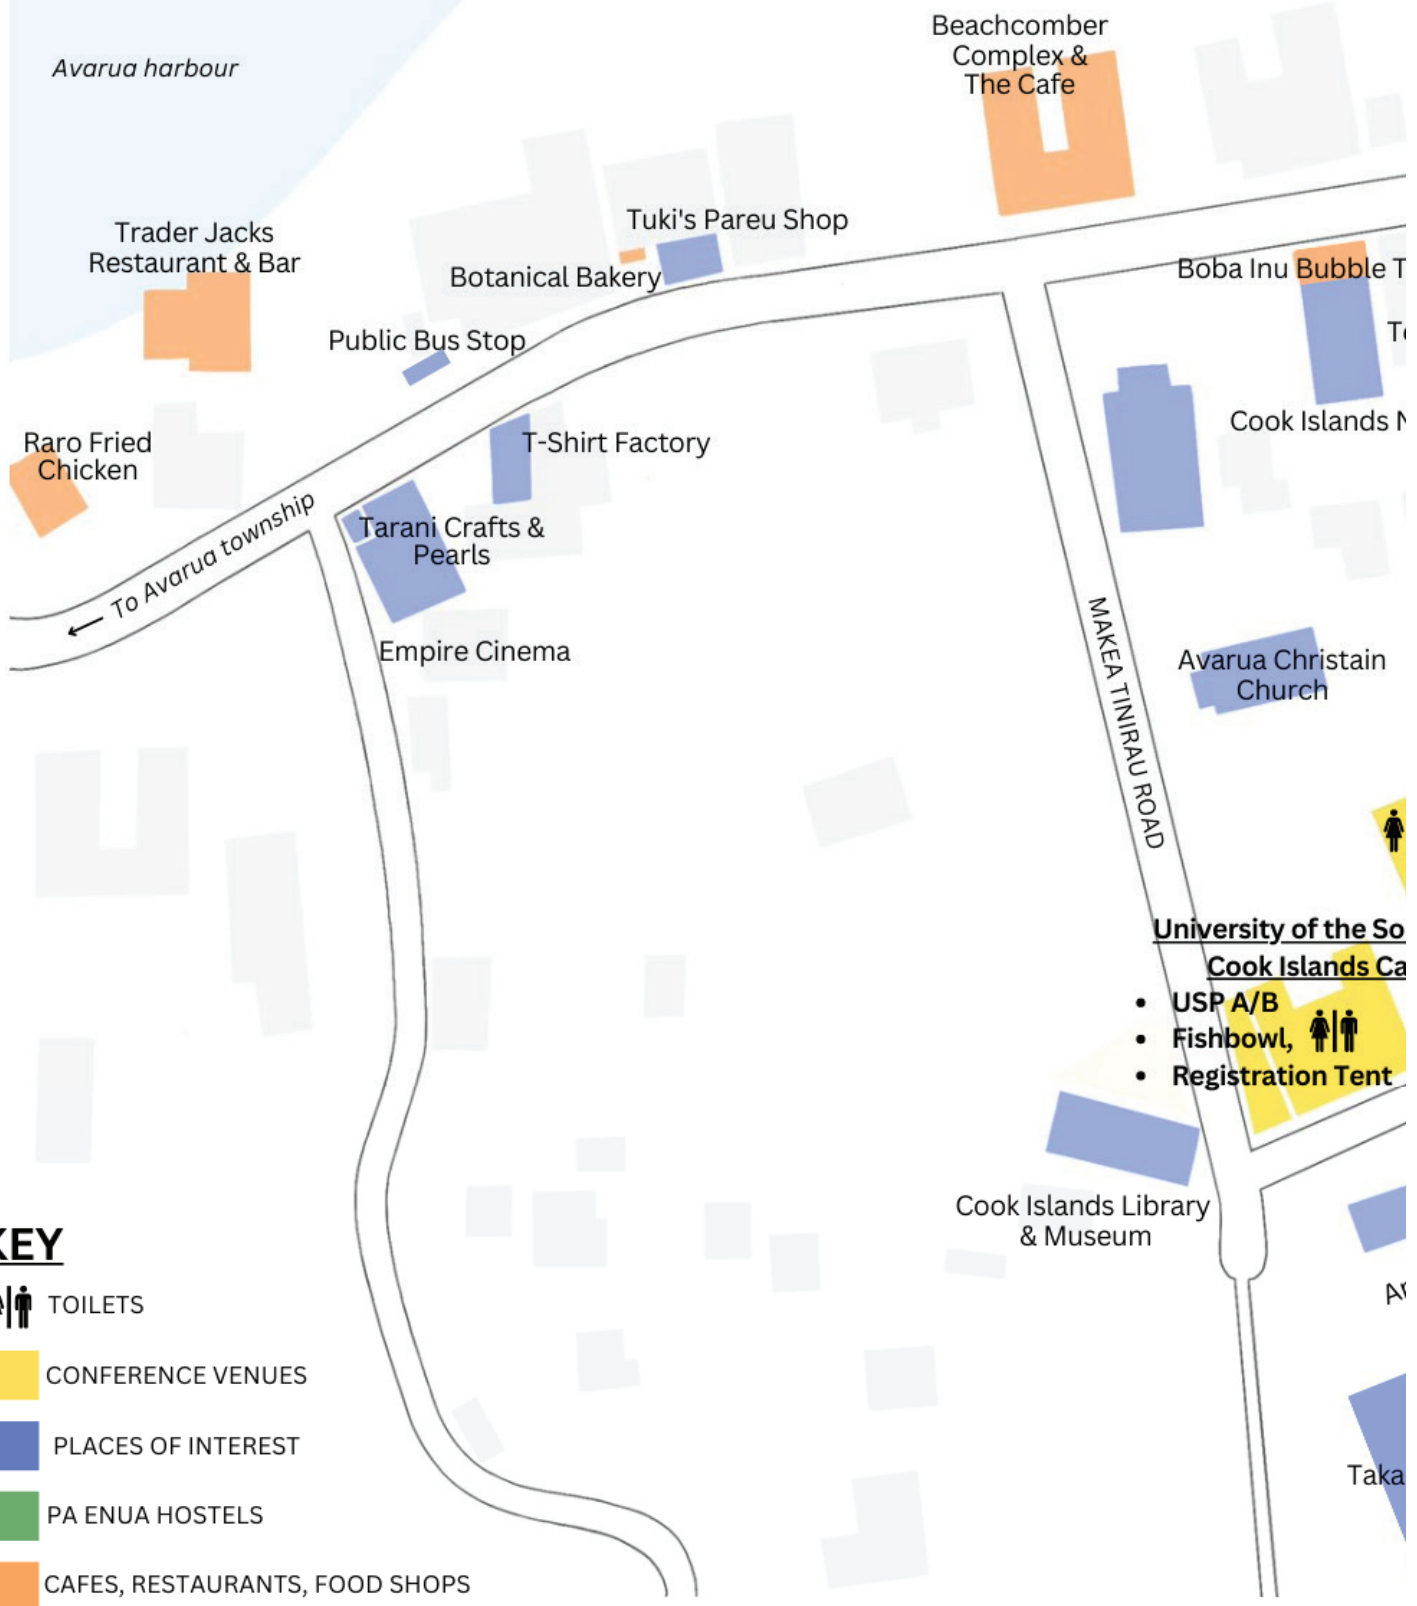 Avarua harbour
Beachcomber
Complex &
The Cafe
Trader Jacks
Restaurant & Bar
Tuki's Pareu Shop
Botanical Bakery
Public Bus Stop
Boba Inu Bubble T
Raro Fried
Chicken
T-Shirt Factory
Cook Islands
To Avarua township
Tarani Crafts &
Pearls
Empire Cinema
MAKEA TINIRAU ROAD
Avarua Christain
Church
University of the So
Cook Islands Ca
• USP A/B
• Fishbowl,
• Registration Tent
Cook Islands Library
& Museum
Taka
KEY
TOILETS
CONFERENCE VENUES
PLACES OF INTEREST
PA ENUA HOSTELS
CAFES, RESTAURANTS, FOOD SHOPS